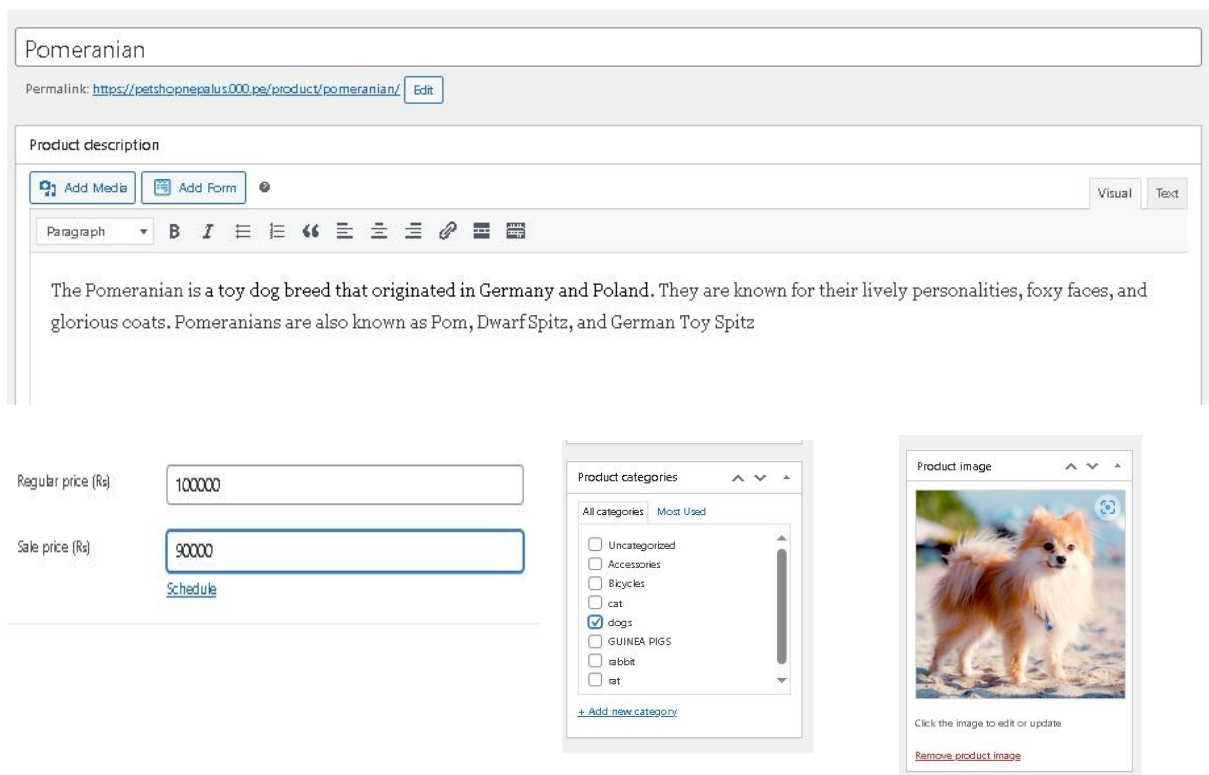 Pomeranian
Permalink: https://petshopnepalus.000.pe/product/pomeranian/ Edit
Product description
Add Media Add Form
Visual Text
Paragraph
The Pomeranian is a toy dog breed that originated in Germany and Poland. They are known for their lively personalities, foxy faces, and
glorious coats. Pomeranians are also known as Pom, Dwarf Spitz, and German Toy Spitz
Regular price (Rs) 100000
Sale price (Rs) 90000
Schedule
Product categories
All categories Most Used
Uncategorized
Accessories
Bicycles
cat
dogs
GUINEA PIGS
rabbit
rat
+ Add new category
Product image
Click the image to edit or update
Remove product image